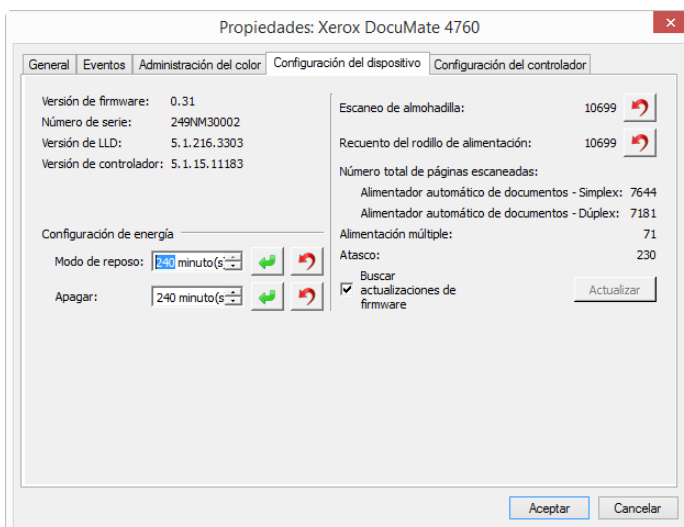 Propiedades: Xerox DocuMate 4760
General
Eventos
Administración del color
Configuración del dispositivo
Configuración del controlador
Versión de firmware: 0.31
Número de serie: 249NM30002
Versión de LLD: 5.1.216.3303
Versión de controlador: 5.1.15.11183
Configuración de energía
Modo de reposo: 240 minuto(s
Apagar: 240 minuto(s
Escaneo de almohadilla: 10699
Recuento del rodillo de alimentación: 10699
Número total de páginas escaneadas:
Alimentador automático de documentos - Simplex: 7644
Alimentador automático de documentos - Dúplex: 7181
Alimentación múltiple: 71
Atasco: 230
Buscar
actualizaciones de
firmware
Actualizar
Aceptar
Cancelar